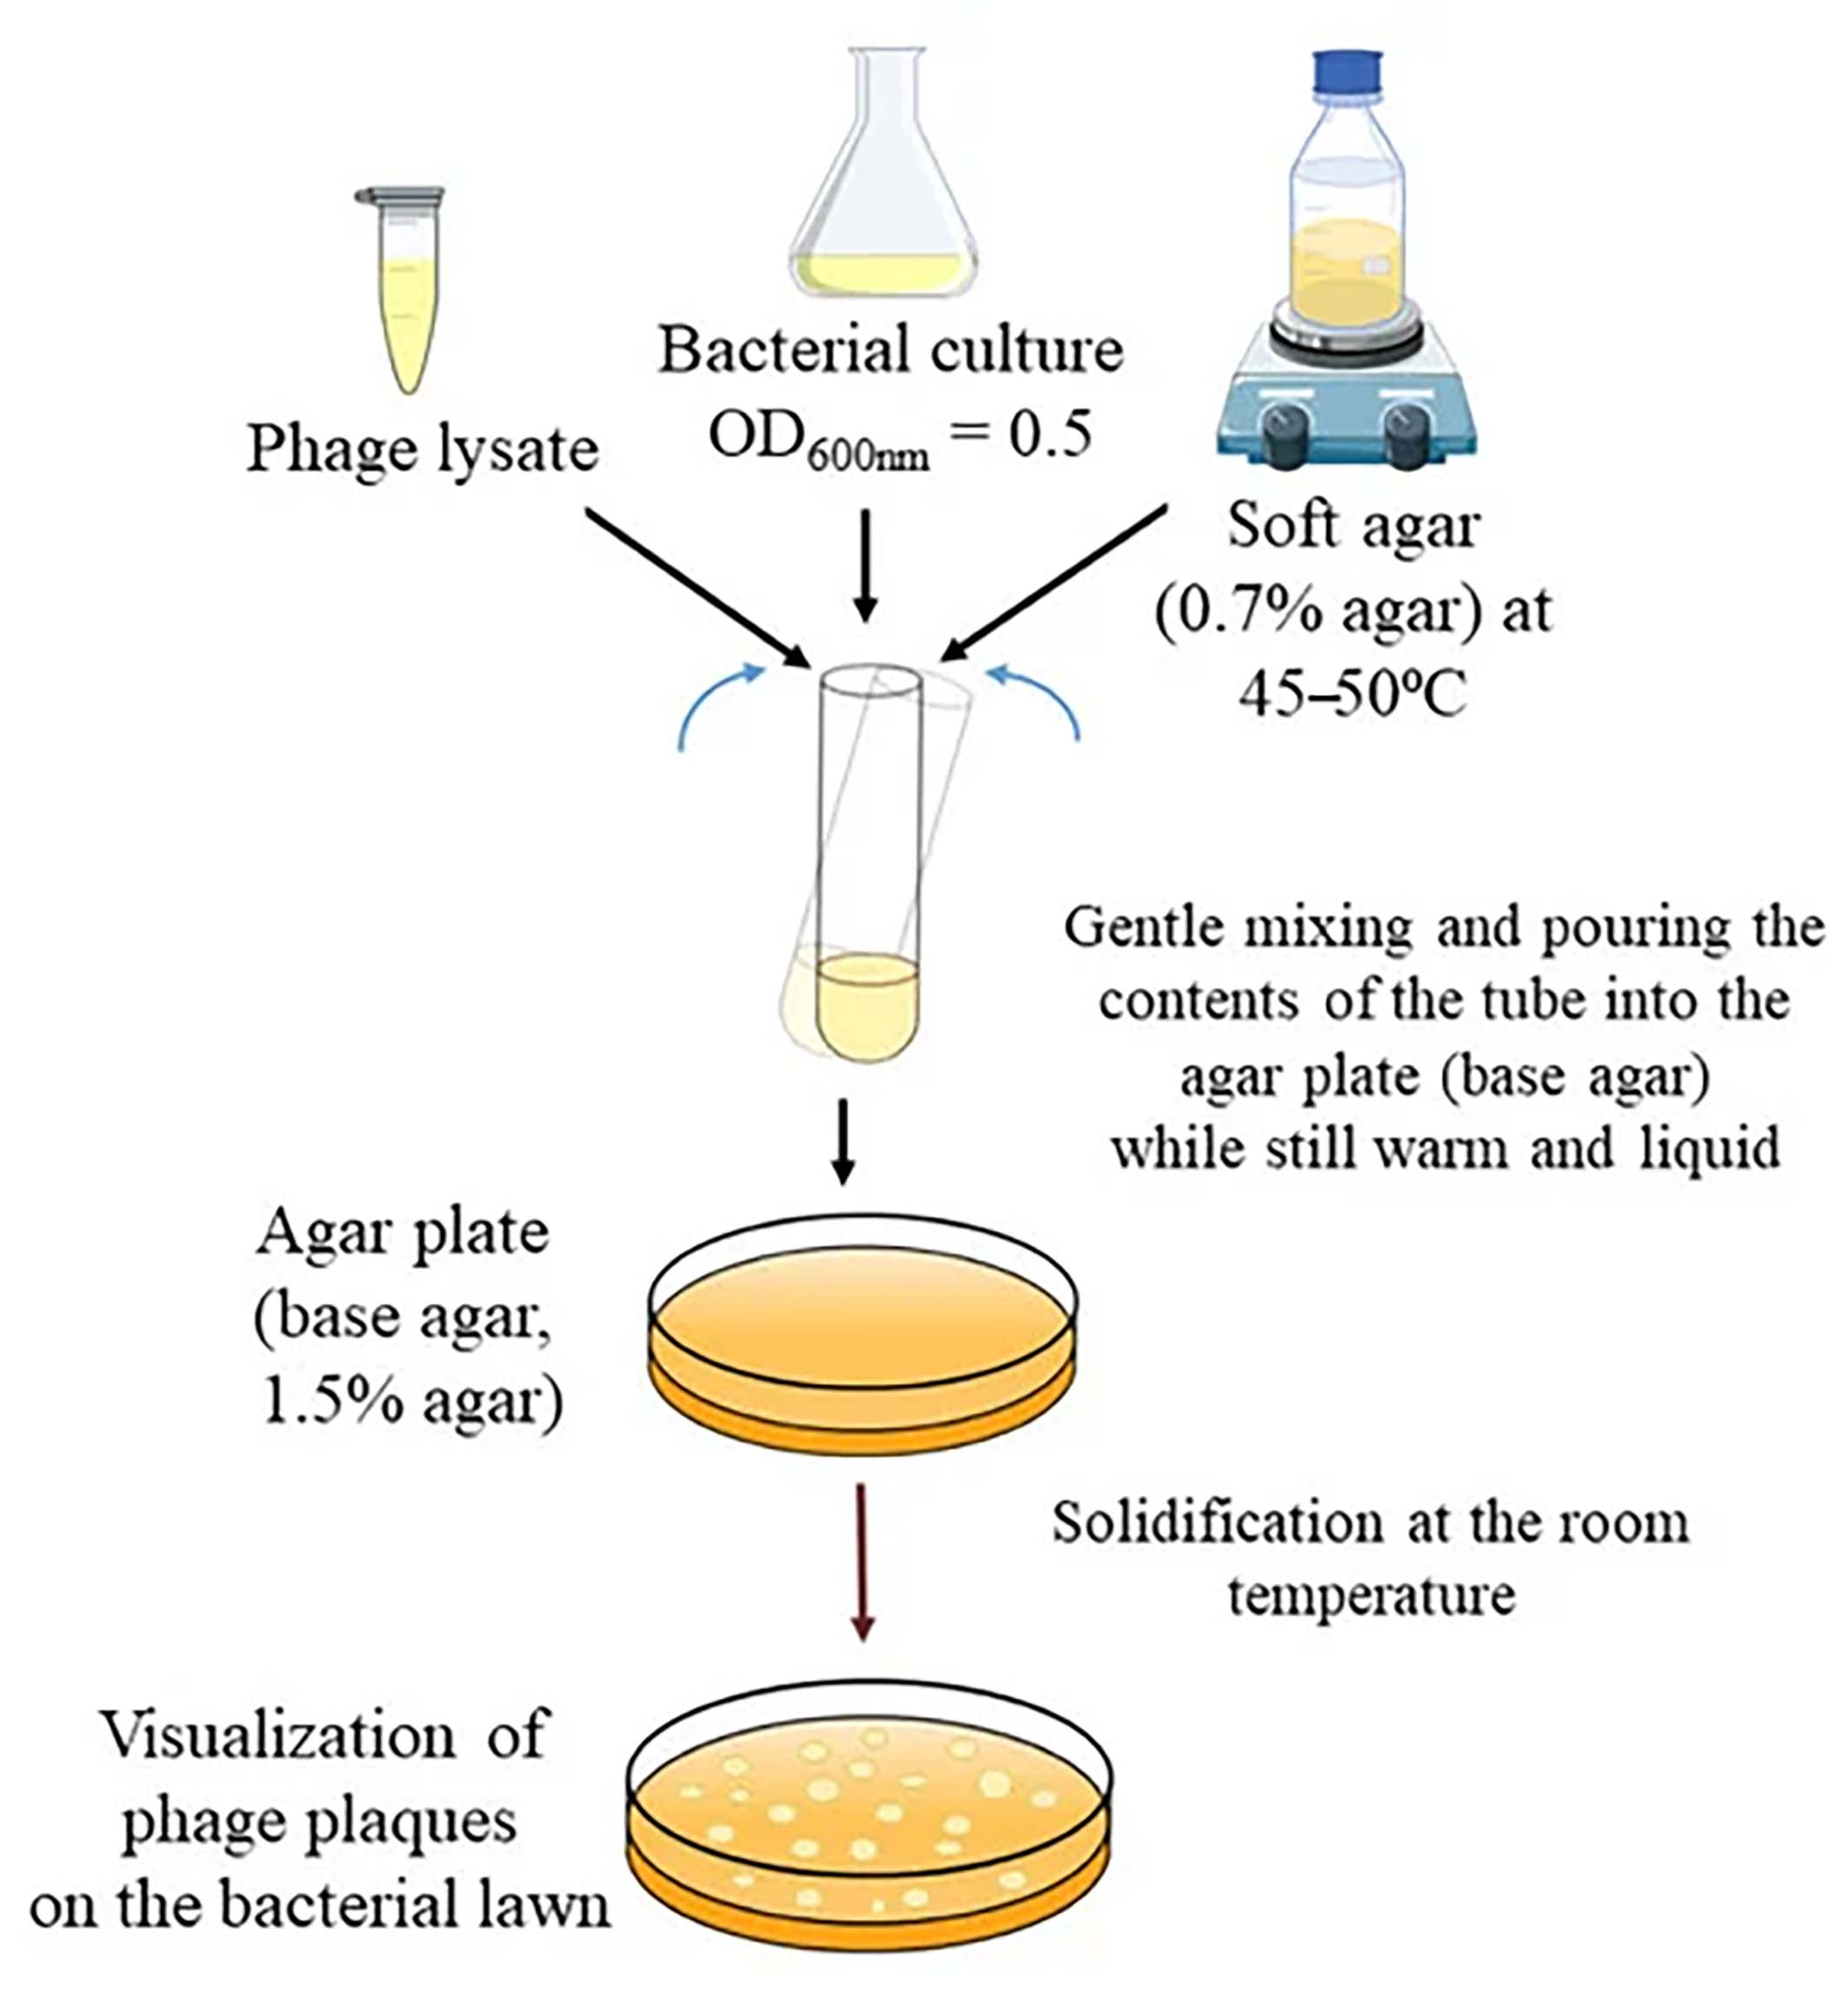 Phage lysate
Bacterial culture
OD600nm = 0.5
Soft agar
(0.7% agar) at
45–50ºC
Gentle mixing and pouring the
contents of the tube into the
agar plate (base agar)
while still warm and liquid
Agar plate
(base agar,
1.5% agar)
Solidification at the room
temperature
Visualization of
phage plaques
on the bacterial lawn